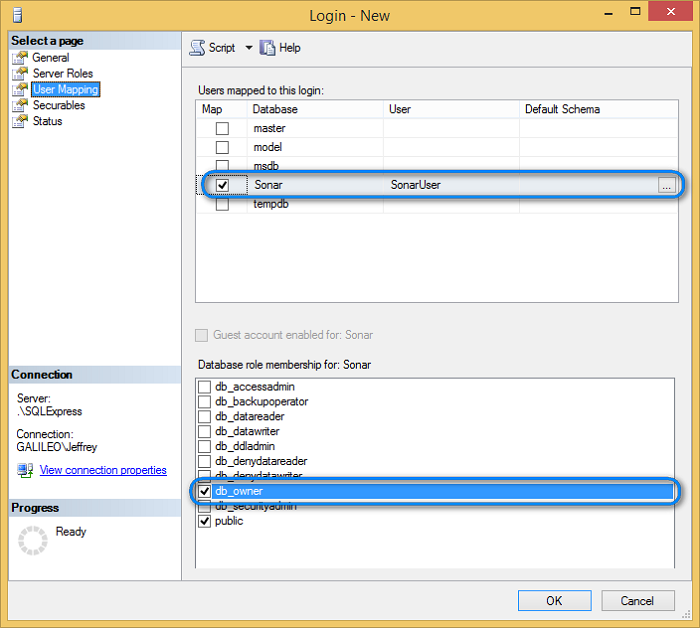 Login - New
Select a page
General
Server Roles
User Mapping
Securables
Status
Script Help
Users mapped to this login:
Map Database User Default Schema
master
model
msdb
Sonar SonarUser ...
tempdb
Guest account enabled for: Sonar
Database role membership for: Sonar
db_accessadmin
db_backupoperator
db_datareader
db_datawriter
db_ddladmin
db_denydatareader
db_denydatawriter
db_owner
db_securityadmin
public
Connection
Server:
.\SQLExpress
Connection:
GALILEO\Jeffrey
View connection properties
Progress
Ready
OK Cancel